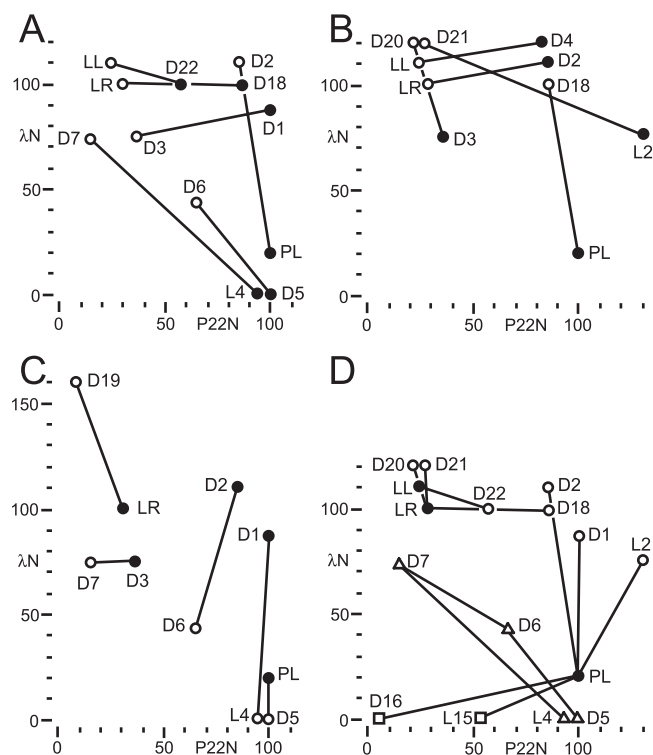 A
LL
D22
D2
100
LR
D18
D1
λN
D7
D3
50
D6
PL
0
L4
D5
0
50
P22N
100
B
D20
D21
D4
LL
D2
100
LR
D18
λN
D3
L2
50
PL
0
0
50
P22N
100
C
D19
150
100
LR
D2
D1
λN
D7
D3
50
D6
PL
0
L4
D5
0
50
P22N
100
D
D20
D21
LL
D22
D2
100
LR
D18
D1
L2
λN
D7
50
D6
PL
D16
L15
L4
D5
0
0
50
P22N
100